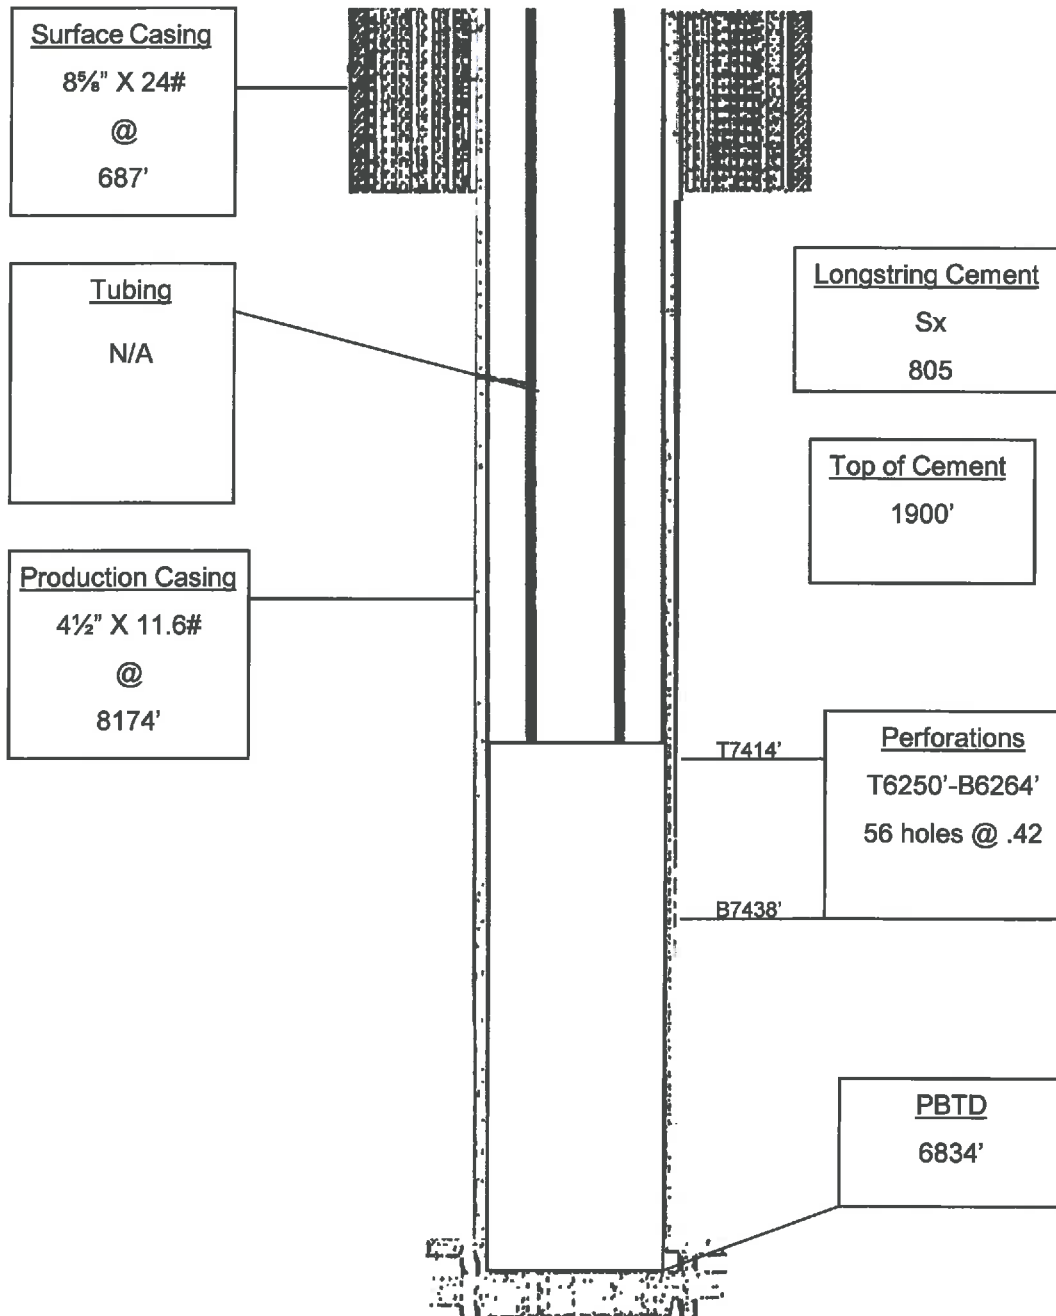 Surface Casing
8⅝” X 24#
@
687’
Tubing
N/A
Production Casing
4½” X 11.6#
@
8174’
Longstring Cement
Sx
805
Top of Cement
1900’
T7414’
B7438’
Perforations
T6250’-B6264’
56 holes @ .42
PBTD
6834’